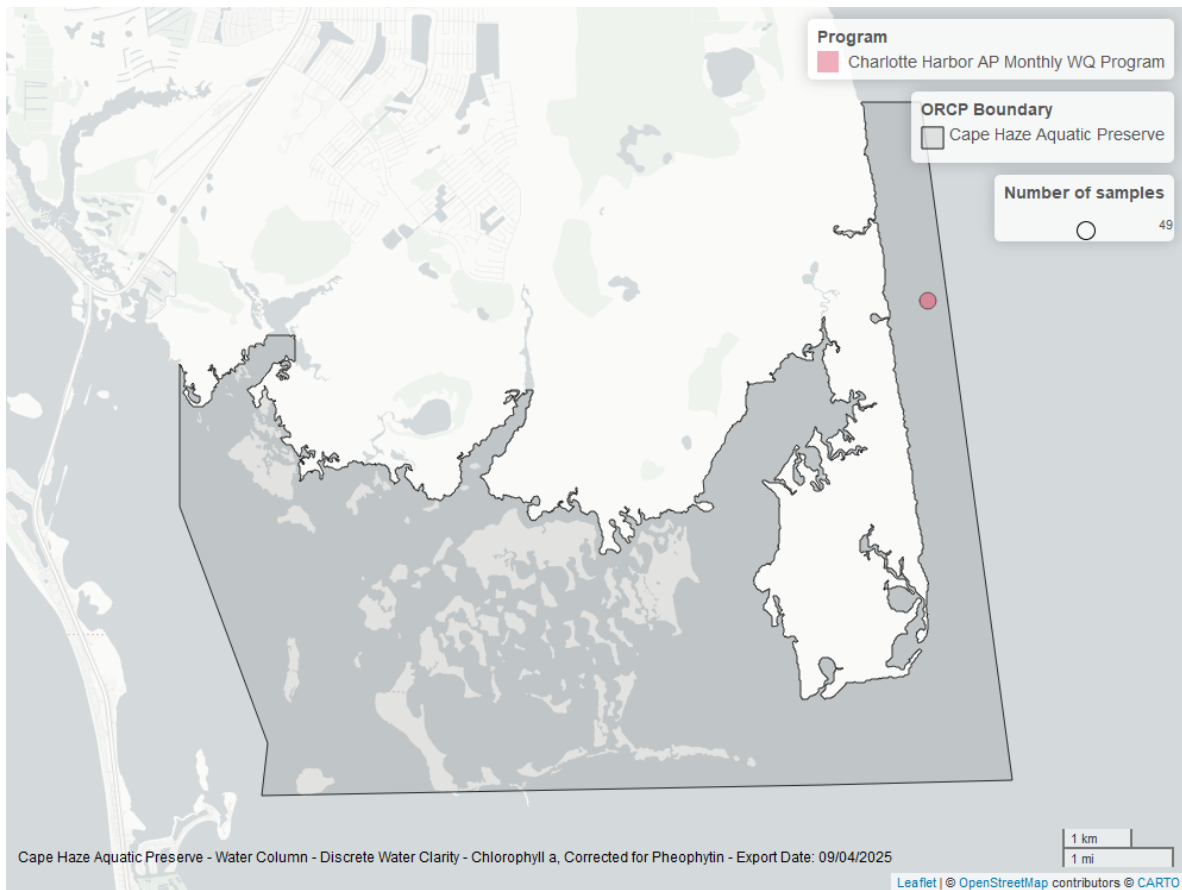 Program
Charlotte Harbor AP Monthly WQ Program
ORCP Boundary
Cape Haze Aquatic Preserve
Number of samples
49
1 km
1 mi
Cape Haze Aquatic Preserve - Water Column - Discrete Water Clarity - Chlorophyll a, Corrected for Pheophytin - Export Date: 09/04/2025
Leaflet | © OpenStreetMap contributors © CARTO